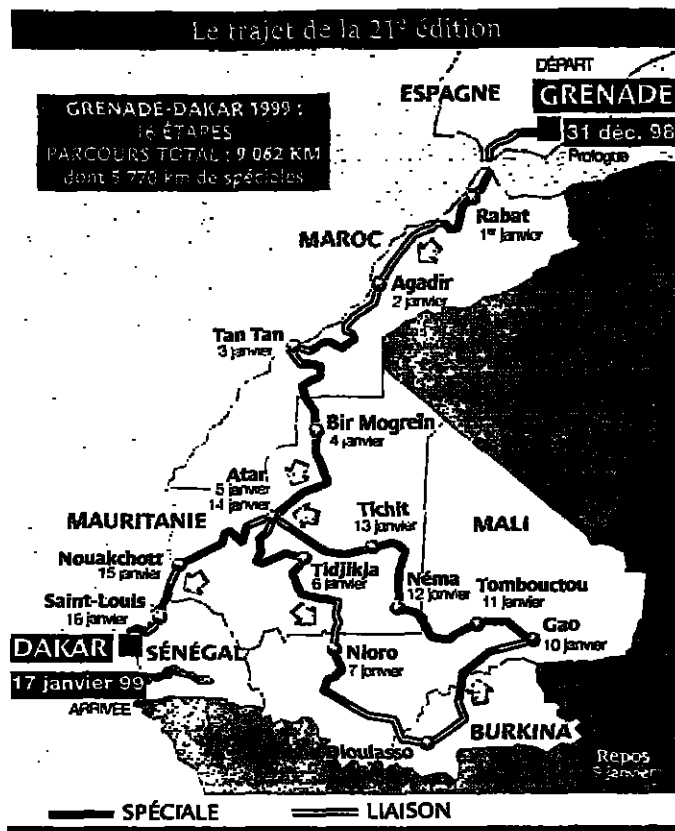 Le trajet de la 21e édition
DÉPART
ESPAGNE
GRENADE
GRENADE-DAKAR 1999 :
16 ÉTAPES
PARCOURS TOTAL : 9 062 KM
dont 5 770 km de spéciales
31 déc. 98
Prologue
Rabat
1er janvier
MAROC
Agadir
2 janvier
Tan Tan
3 janvier
Bir Mogreïn
4 janvier
Atar
5 janvier
14 janvier
Tichit
13 janvier
MAURITANIE
MALI
Nouakchott
15 janvier
Tidjikja
6 janvier
Néma
12 janvier
Tombouctou
11 janvier
Saint-Louis
16 janvier
Gao
10 janvier
DAKAR
SÉNÉGAL
Nioro
7 janvier
17 janvier 99
ARRIVÉE
BURKINA
Dioulasso
Repos
9 janvier
SPÉCIALE
LIAISON